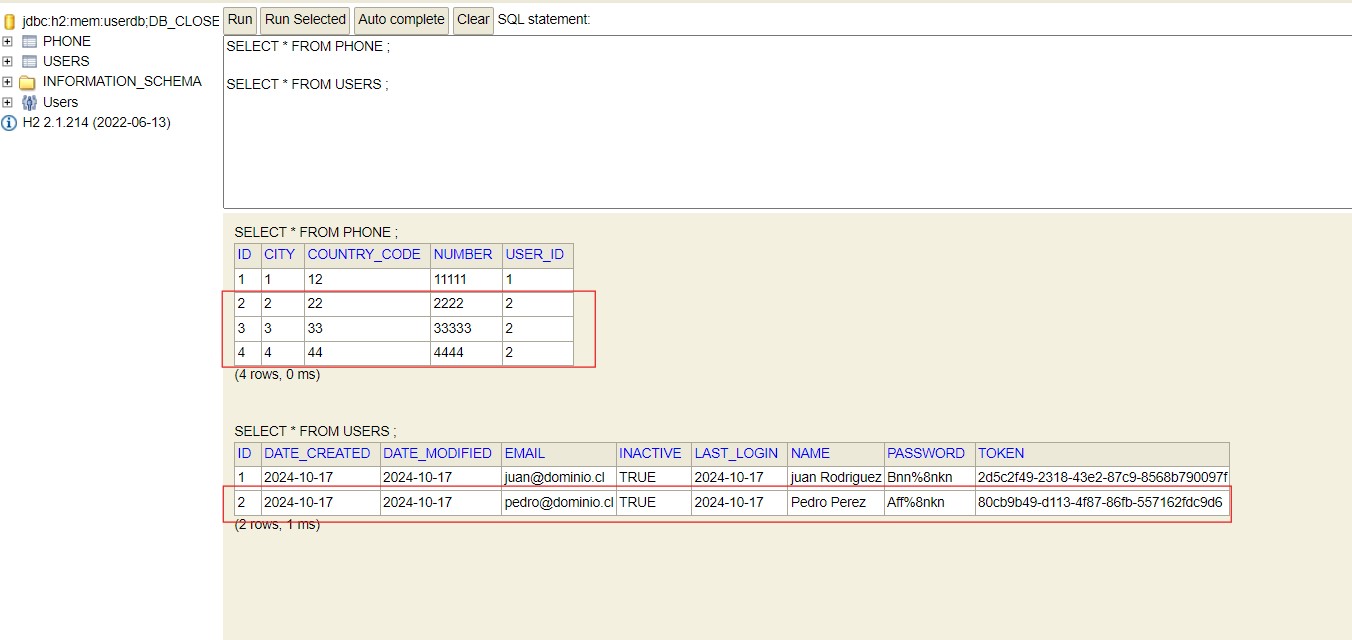 jdbc:h2:mem:userdb;DB_CLOSE Run Run Selected Auto complete Clear SQL statement:
PHONE
USERS
INFORMATION_SCHEMA
Users
H2 2.1.214 (2022-06-13)
SELECT * FROM PHONE ;
SELECT * FROM USERS ;
SELECT * FROM PHONE ;
ID CITY COUNTRY_CODE NUMBER USER_ID
1 1 12 11111 1
2 2 22 2222 2
3 3 33 33333 2
4 4 44 4444 2
(4 rows, 0 ms)
SELECT * FROM USERS ;
ID DATE_CREATED DATE_MODIFIED EMAIL INACTIVE LAST_LOGIN NAME PASSWORD TOKEN
1 2024-10-17 2024-10-17 juan@dominio.cl TRUE 2024-10-17 juan Rodriguez Bnn%8nkn 2d5c2f49-2318-43e2-87c9-8568b790097f
2 2024-10-17 2024-10-17 pedro@dominio.cl TRUE 2024-10-17 Pedro Perez Aff%8nkn 80cb9b49-d113-4f87-86fb-557162fdc9d6
(2 rows, 1 ms)